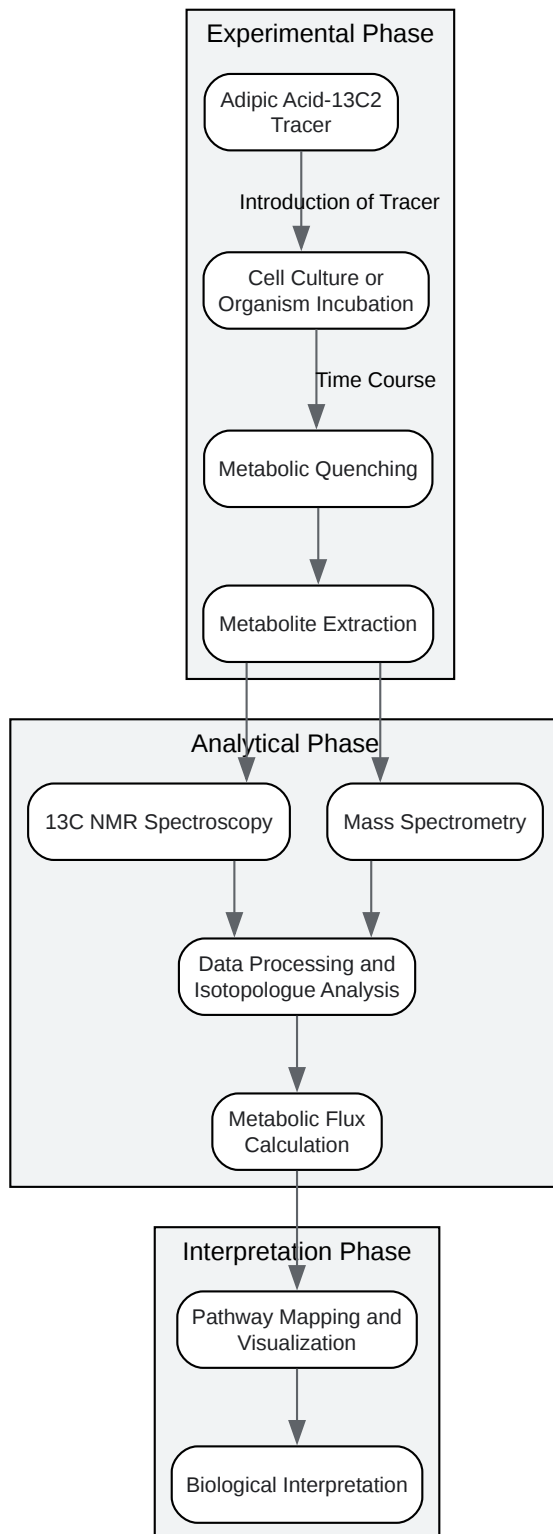 Experimental Phase
Adipic Acid-13C2
Tracer
Introduction of Tracer
Cell Culture or
Organism Incubation
Time Course
Metabolic Quenching
Metabolite Extraction
Analytical Phase
13C NMR Spectroscopy
Mass Spectrometry
Data Processing and
Isotopologue Analysis
Metabolic Flux
Calculation
Interpretation Phase
Pathway Mapping and
Visualization
Biological Interpretation